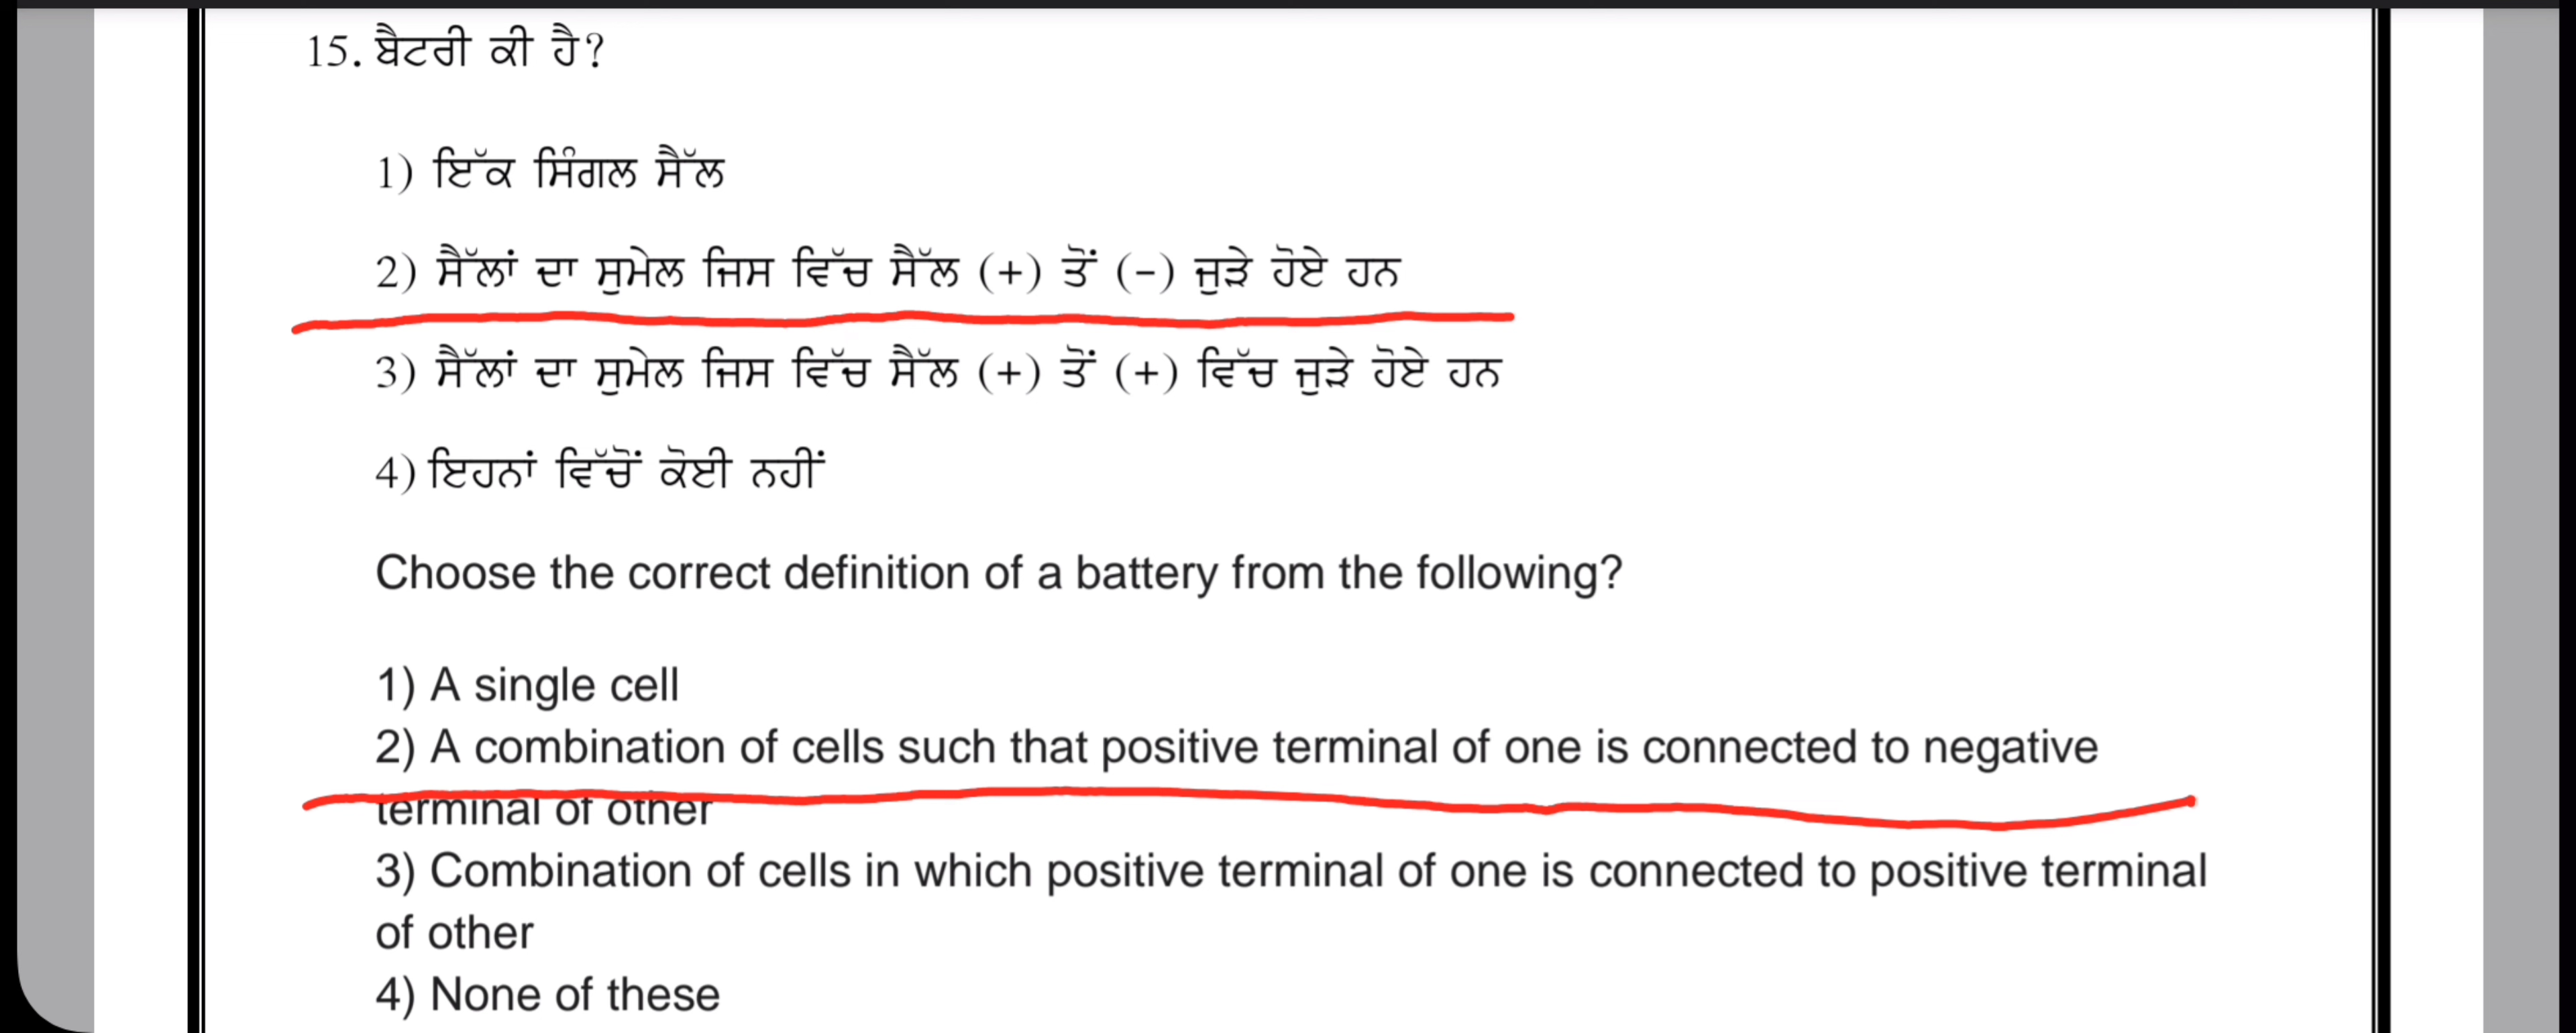 15. ਬੈਟਰੀ ਕੀ ਹੈ?
1) ਇੱਕ ਸਿੰਗਲ ਸੈੱਲ
2) ਸੈੱਲਾਂ ਦਾ ਸੁਮੇਲ ਜਿਸ ਵਿੱਚ ਸੈੱਲ (+) ਤੋਂ (-) ਜੁੜੇ ਹੋਏ ਹਨ
3) ਸੈੱਲਾਂ ਦਾ ਸੁਮੇਲ ਜਿਸ ਵਿੱਚ ਸੈੱਲ (+) ਤੋਂ (+) ਵਿੱਚ ਜੁੜੇ ਹੋਏ ਹਨ
4) ਇਹਨਾਂ ਵਿੱਚੋਂ ਕੋਈ ਨਹੀਂ
Choose the correct definition of a battery from the following?
1) A single cell
2) A combination of cells such that positive terminal of one is connected to negative
terminal of other
3) Combination of cells in which positive terminal of one is connected to positive terminal
of other
4) None of these